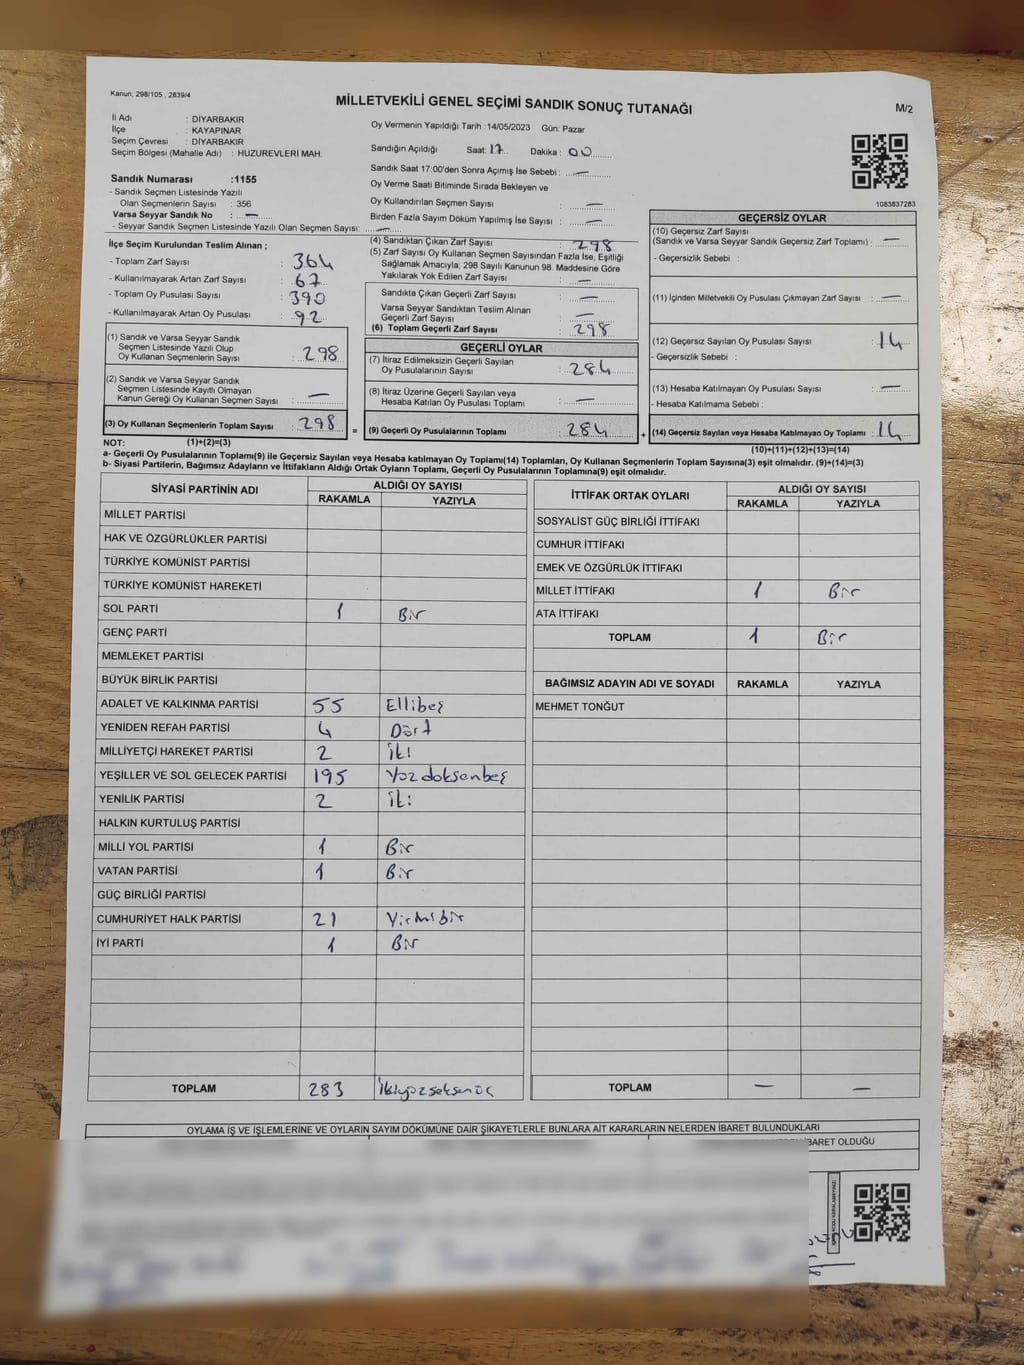 Kanun; 298/105 , 2839/4
MİLLETVEKİLİ GENEL SEÇİMİ SANDIK SONUÇ TUTANAĞI
M/2
İl Adı : DİYARBAKIR
İlçe : KAYAPINAR
Seçim Çevresi : DİYARBAKIR
Seçim Bölgesi (Mahalle Adı) : HUZUREVLERİ MAH.
Oy Vermenin Yapıldığı Tarih :14/05/2023 Gün: Pazar
Sandığın Açıldığı Saat: 17 Dakika : 00
Sandık Saat 17:00'den Sonra Açımış İse Sebebi : —
Oy Verme Saati Bitiminde Sırada Bekleyen ve
Oy Kullandırılan Seçmen Sayısı : —
Birden Fazla Sayım Döküm Yapılmış İse Sayısı : —
1083837283
Sandık Numarası :1155
- Sandık Seçmen Listesinde Yazılı
Olan Seçmenlerin Sayısı : 356
Varsa Seyyar Sandık No : —
- Seyyar Sandık Seçmen Listesinde Yazılı Olan Seçmen Sayısı: —
İlçe Seçim Kurulundan Teslim Alınan ;
- Toplam Zarf Sayısı : 364
- Kullanılmayarak Artan Zarf Sayısı : 67
- Toplam Oy Pusulası Sayısı : 390
- Kullanılmayarak Artan Oy Pusulası : 92
(1) Sandık ve Varsa Seyyar Sandık
Seçmen Listesinde Yazılı Olup
Oy Kullanan Seçmenlerin Sayısı : 298
(2) Sandık ve Varsa Seyyar Sandık
Seçmen Listesinde Kayıtlı Olmayan
Kanun Gereği Oy Kullanan Seçmen Sayısı : —
(3) Oy Kullanan Seçmenlerin Toplam Sayısı : 298
(4) Sandıktan Çıkan Zarf Sayısı : 298
(5) Zarf Sayısı Oy Kullanan Seçmen Sayısından Fazla İse, Eşitliği
Sağlamak Amacıyla; 298 Sayılı Kanunun 98. Maddesine Göre
Yakılarak Yok Edilen Zarf Sayısı : —
Sandıkta Çıkan Geçerli Zarf Sayısı : —
Varsa Seyyar Sandıktan Teslim Alınan
Geçerli Zarf Sayısı : —
(6) Toplam Geçerli Zarf Sayısı : 298
GEÇERLİ OYLAR
(7) İtiraz Edilmeksizin Geçerli Sayılan
Oy Pusulalarının Sayısı : 284
(8) İtiraz Üzerine Geçerli Sayılan veya
Hesaba Katılan Oy Pusulası Toplamı : —
= (9) Geçerli Oy Pusulalarının Toplamı : 284
GEÇERSİZ OYLAR
(10) Geçersiz Zarf Sayısı
(Sandık ve Varsa Seyyar Sandık Geçersiz Zarf Toplamı) : —
- Geçersizlik Sebebi :
(11) İçinden Milletvekili Oy Pusulası Çıkmayan Zarf Sayısı : —
(12) Geçersiz Sayılan Oy Pusulası Sayısı : 14
- Geçersizlik Sebebi :
(13) Hesaba Katılmayan Oy Pusulası Sayısı : —
- Hesaba Katılmama Sebebi :
+ (14) Geçersiz Sayılan veya Hesaba Katılmayan Oy Toplamı : 14
NOT: (1)+(2)=(3)
(10)+(11)+(12)+(13)=(14)
a- Geçerli Oy Pusulalarının Toplamı(9) ile Geçersiz Sayılan veya Hesaba katılmayan Oy Toplamı(14) Toplamları, Oy Kullanan Seçmenlerin Toplam Sayısına(3) eşit olmalıdır. (9)+(14)=(3)
b- Siyasi Partilerin, Bağımsız Adayların ve İttifakların Aldığı Ortak Oyların Toplamı, Geçerli Oy Pusulalarının Toplamına(9) eşit olmalıdır.
SİYASİ PARTİNİN ADI
ALDIĞI OY SAYISI
RAKAMLA YAZIYLA
MİLLET PARTİSİ
HAK VE ÖZGÜRLÜKLER PARTİSİ
TÜRKİYE KOMÜNİST PARTİSİ
TÜRKİYE KOMÜNİST HAREKETİ
SOL PARTİ 1 Bir
GENÇ PARTİ
MEMLEKET PARTİSİ
BÜYÜK BİRLİK PARTİSİ
ADALET VE KALKINMA PARTİSİ 55 Ellibeş
YENİDEN REFAH PARTİSİ 4 Dört
MİLLİYETÇİ HAREKET PARTİSİ 2 İki
YEŞİLLER VE SOL GELECEK PARTİSİ 195 Yüzdoksanbeş
YENİLİK PARTİSİ 2 İki
HALKIN KURTULUŞ PARTİSİ
MİLLİ YOL PARTİSİ 1 Bir
VATAN PARTİSİ 1 Bir
GÜÇ BİRLİĞİ PARTİSİ
CUMHURİYET HALK PARTİSİ 21 Yirmibir
İYİ PARTİ 1 Bir
TOPLAM 283 İkiyüzseksenüç
İTTİFAK ORTAK OYLARI
ALDIĞI OY SAYISI
RAKAMLA YAZIYLA
SOSYALİST GÜÇ BİRLİĞİ İTTİFAKI
CUMHUR İTTİFAKI
EMEK VE ÖZGÜRLÜK İTTİFAKI
MİLLET İTTİFAKI 1 Bir
ATA İTTİFAKI
TOPLAM 1 Bir
BAĞIMSIZ ADAYIN ADI VE SOYADI RAKAMLA YAZIYLA
MEHMET TONĞUT
TOPLAM — —
OYLAMA İŞ VE İŞLEMLERİNE VE OYLARIN SAYIM DÖKÜMÜNE DAİR ŞİKAYETLERLE BUNLARA AİT KARARLARIN NELERDEN İBARET BULUNDUKLARI
İBARET OLDUĞU